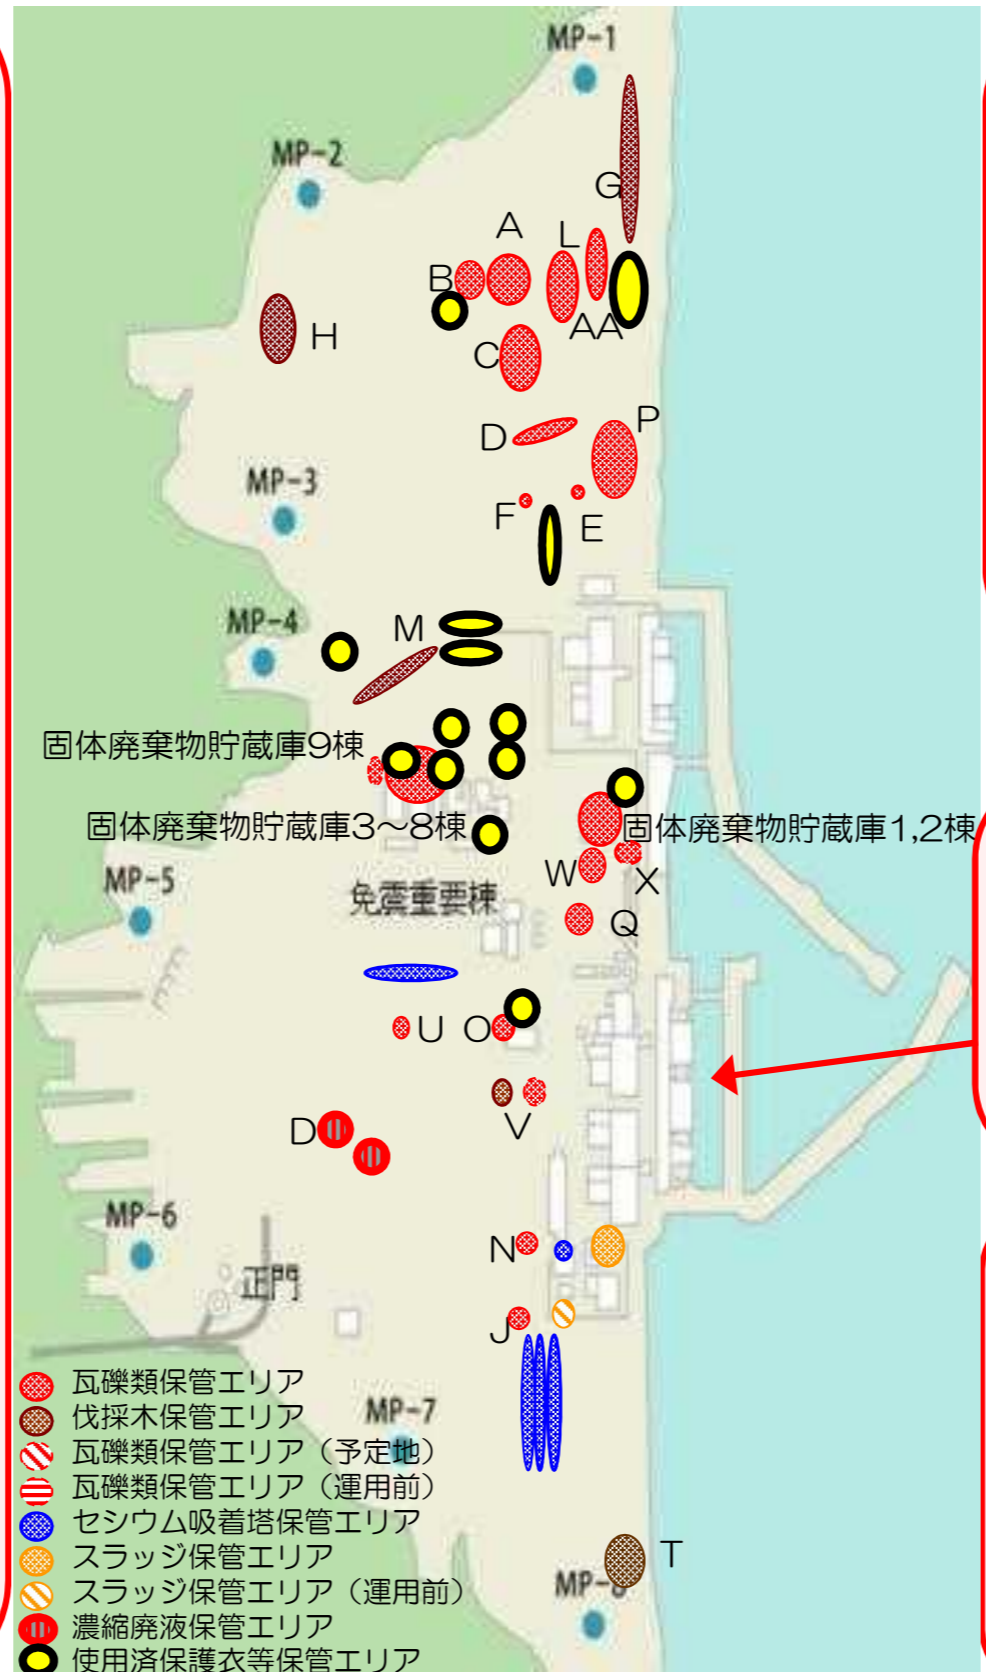 MP-1
MP-2
G
A
L
B
H
AA
C
P
D
MP-3
F
E
MP-4
M
固体廃棄物貯蔵庫9棟
固体廃棄物貯蔵庫3～8棟
固体廃棄物貯蔵庫1,2棟
W
X
MP-5
免震重要棟
Q
U
O
V
D
MP-6
N
正門
J
瓦礫類保管エリア
伐採木保管エリア
MP-7
瓦礫類保管エリア（予定地）
瓦礫類保管エリア（運用前）
セシウム吸着塔保管エリア
スラッジ保管エリア
T
スラッジ保管エリア（運用前）
MP-8
濃縮廃液保管エリア
使用済保護衣等保管エリア